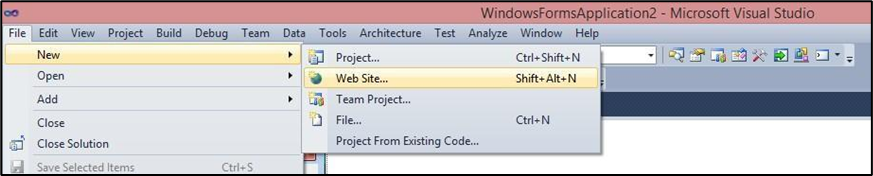 WindowsFormsApplication2 - Microsoft Visual Studio
File Edit View Project Build Debug Team Data Tools Architecture Test Analyze Window Help
New
Open
Add
Close
Close Solution
Save Selected Items Ctrl+S
Project... Ctrl+Shift+N
Web Site... Shift+Alt+N
Team Project...
File... Ctrl+N
Project From Existing Code...